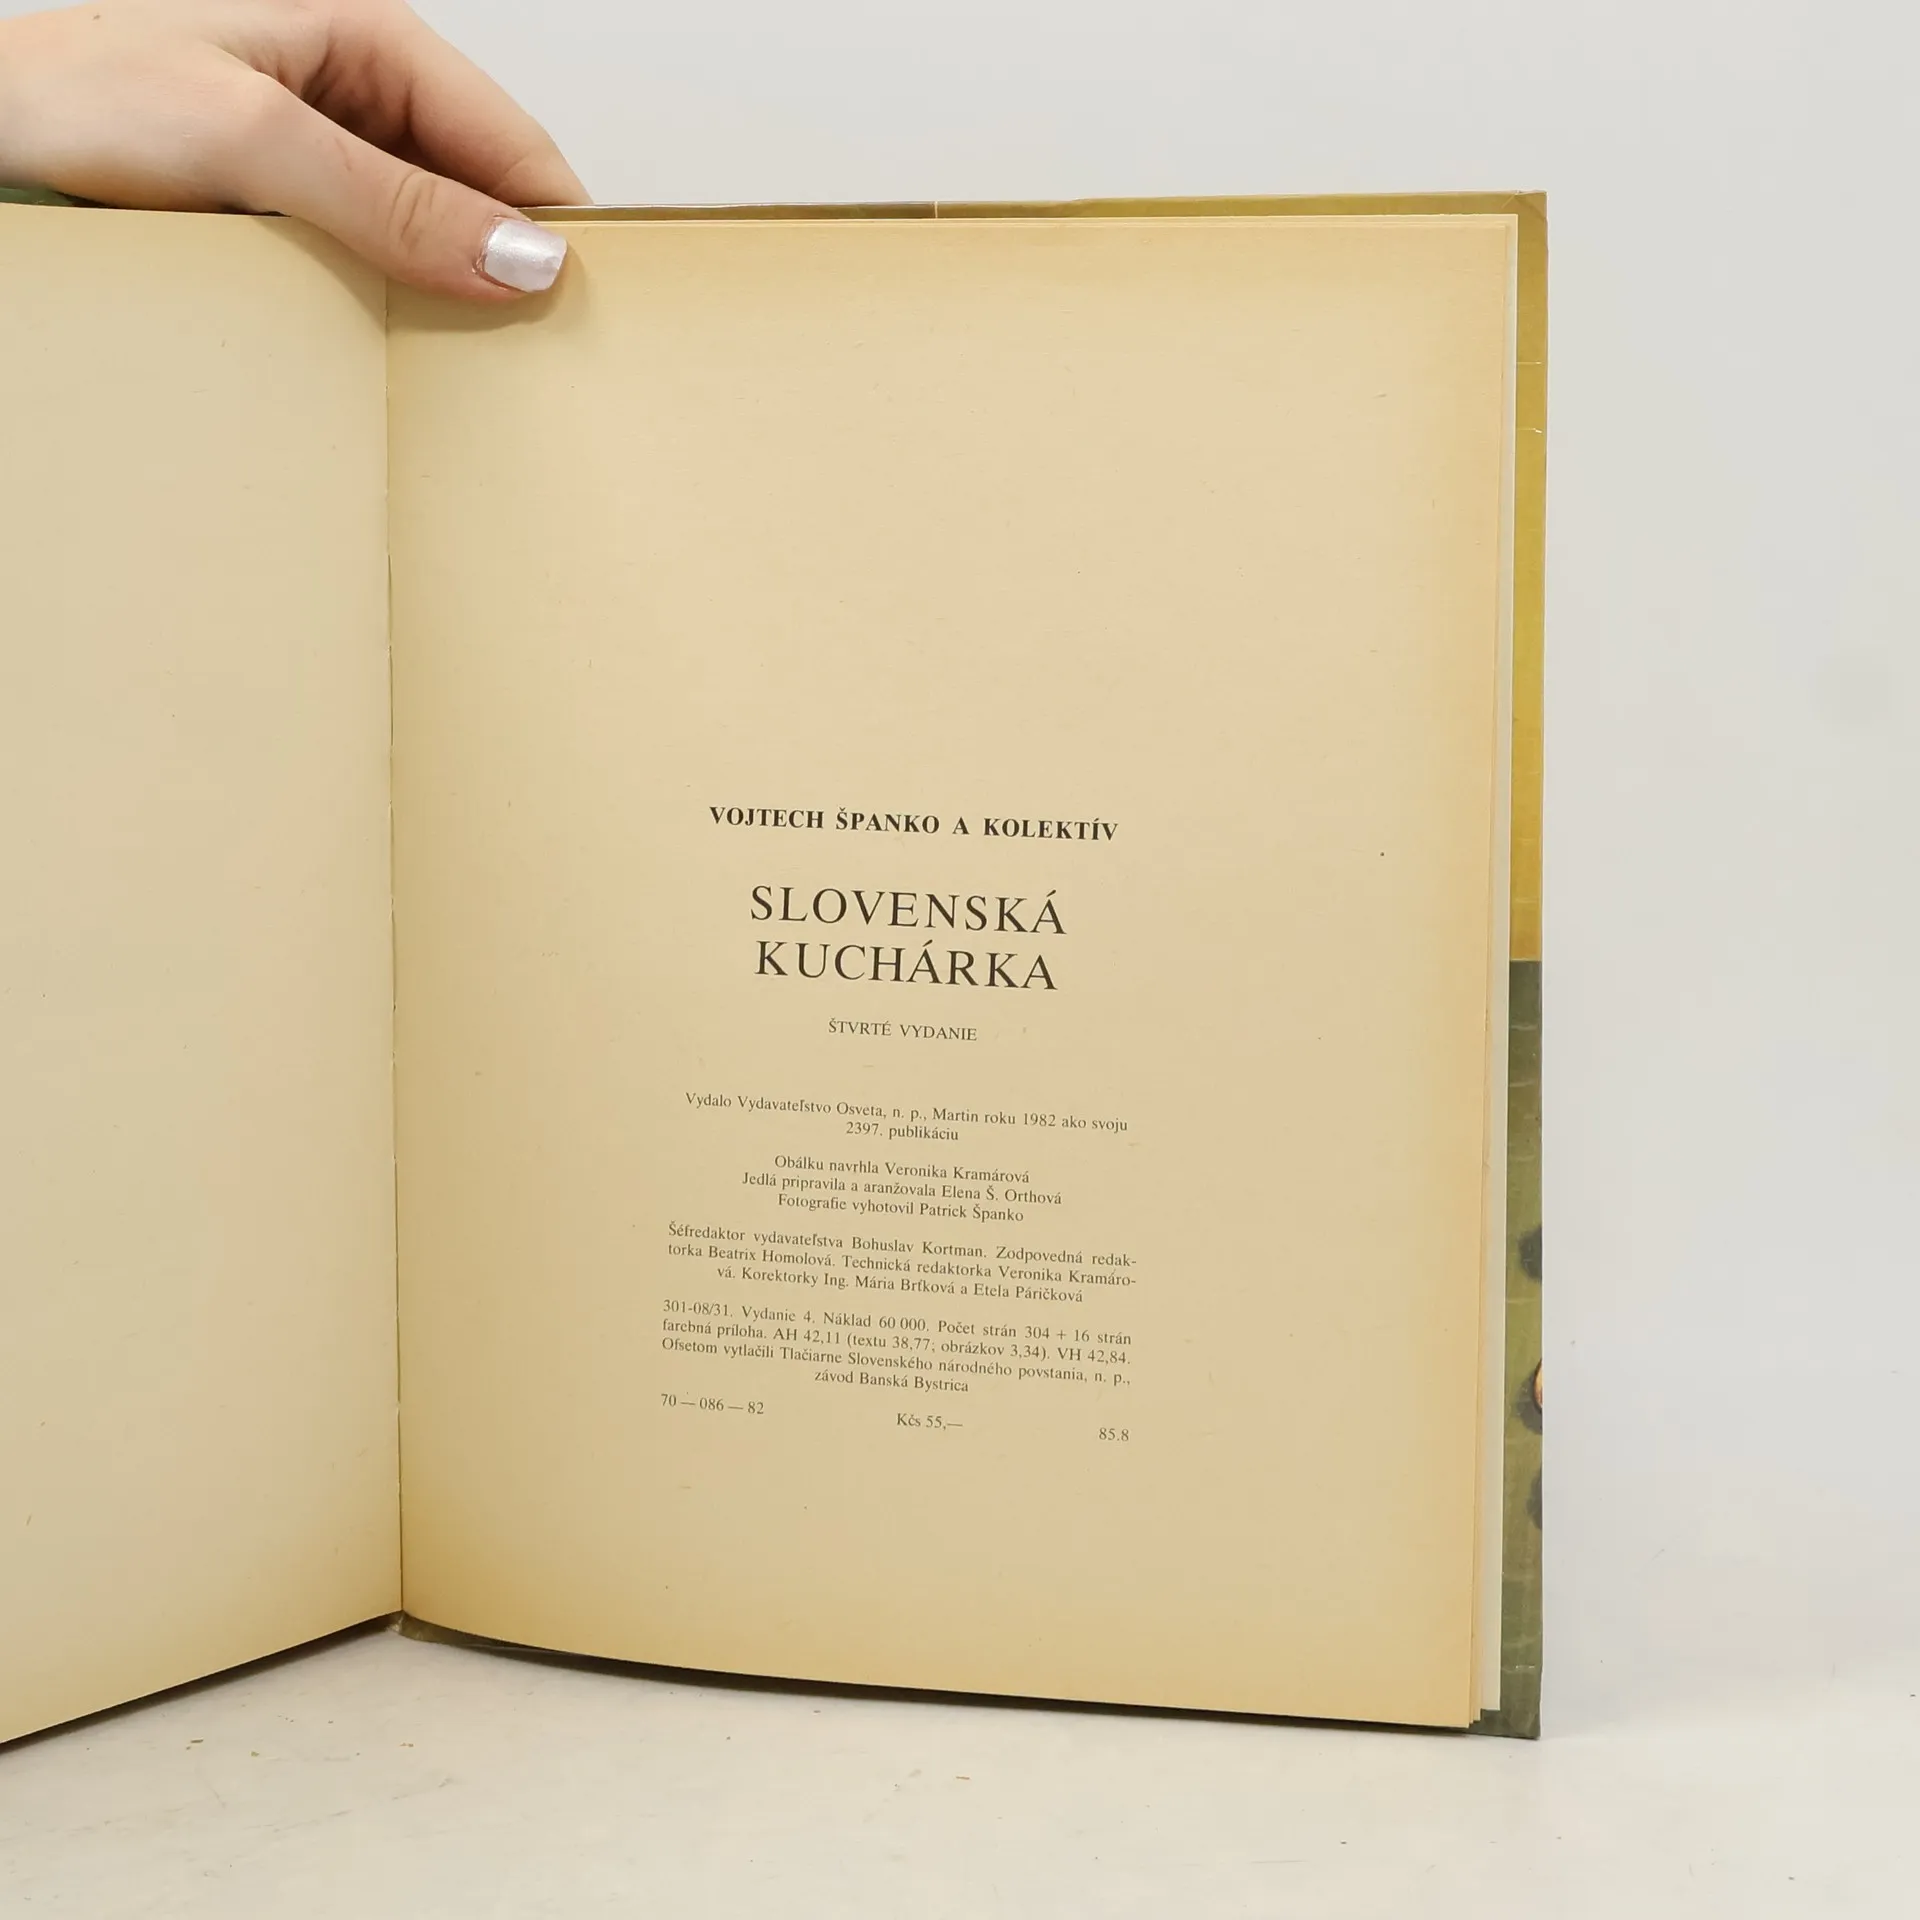 VOJTECH ŠPANKO A KOLEKTÍV
SLOVENSKÁ
KUCHÁRKA
ŠTVRTÉ VYDANIE
Vydalo Vydavateľstvo Osveta, n. p., Martin roku 1982 ako svoju
2397. publikáciu
Obálku navrhla Veronika Kramárová
Jedlá pripravila a aranžovala Elena Š. Orthová
Fotografie vyhotovil Patrick Španko
Šéfredaktor vydavateľstva Bohuslav Kortman. Zodpovedná redak-
torka Beatrix Homolová. Technická redaktorka Veronika Kramáro-
vá. Korektorky Ing. Mária Brťková a Etela Páričková
301-08/31. Vydanie 4. Náklad 60 000. Počet strán 304 + 16 strán
farebná príloha. AH 42,11 (textu 38,77; obrázkov 3,34). VH 42,84.
Ofsetom vytlačili Tlačiarne Slovenského národného povstania, n. p.,
závod Banská Bystrica
70 — 086 — 82 Kčs 55,— 85.8